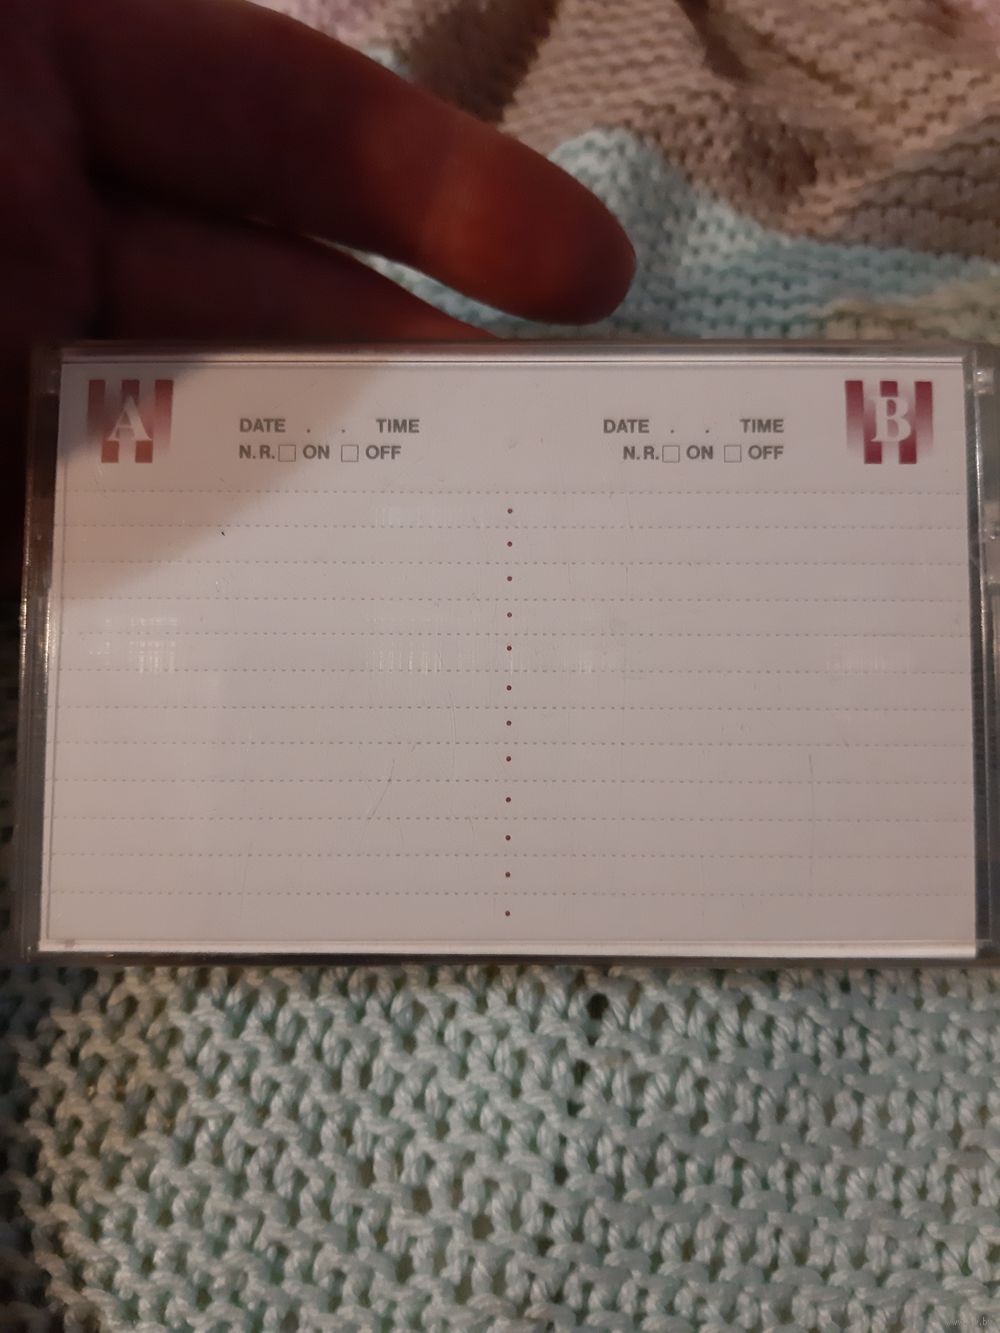 A
DATE . . TIME
N.R.□ ON □ OFF
DATE . . TIME
N.R.□ ON □ OFF
B